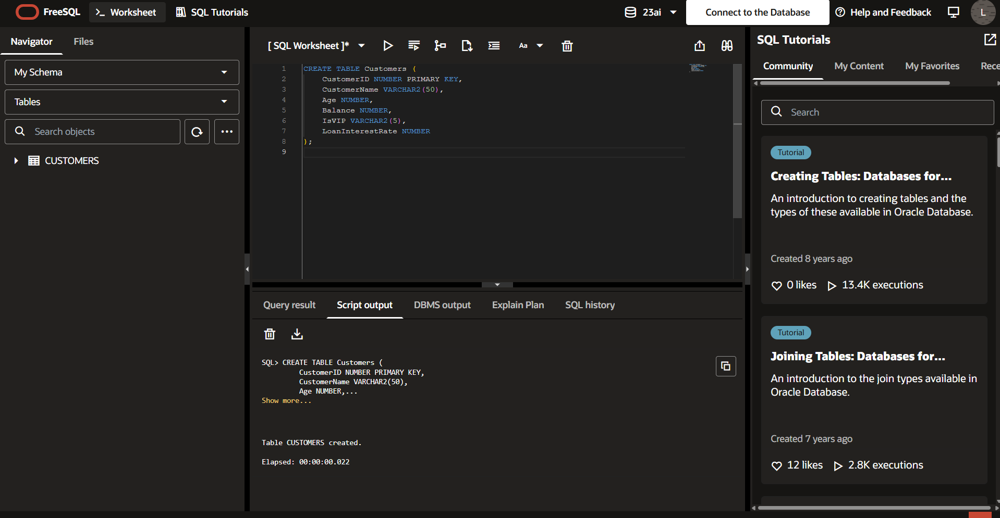 FreeSQL
Worksheet
SQL Tutorials
23ai
Connect to the Database
Help and Feedback
L
Navigator
Files
My Schema
Tables
Search objects
CUSTOMERS
[ SQL Worksheet ]*
Aa
1 CREATE TABLE Customers (
2 CustomerID NUMBER PRIMARY KEY,
3 CustomerName VARCHAR2(50),
4 Age NUMBER,
5 Balance NUMBER,
6 IsVIP VARCHAR2(5),
7 LoanInterestRate NUMBER
8 );
9
Query result
Script output
DBMS output
Explain Plan
SQL history
SQL> CREATE TABLE Customers (
CustomerID NUMBER PRIMARY KEY,
CustomerName VARCHAR2(50),
Age NUMBER,...
Show more...
Table CUSTOMERS created.
Elapsed: 00:00:00.022
SQL Tutorials
Community
My Content
My Favorites
Rece
Search
Tutorial
Creating Tables: Databases for...
An introduction to creating tables and the
types of these available in Oracle Database.
Created 8 years ago
0 likes
13.4K executions
Tutorial
Joining Tables: Databases for...
An introduction to the join types available in
Oracle Database.
Created 7 years ago
12 likes
2.8K executions